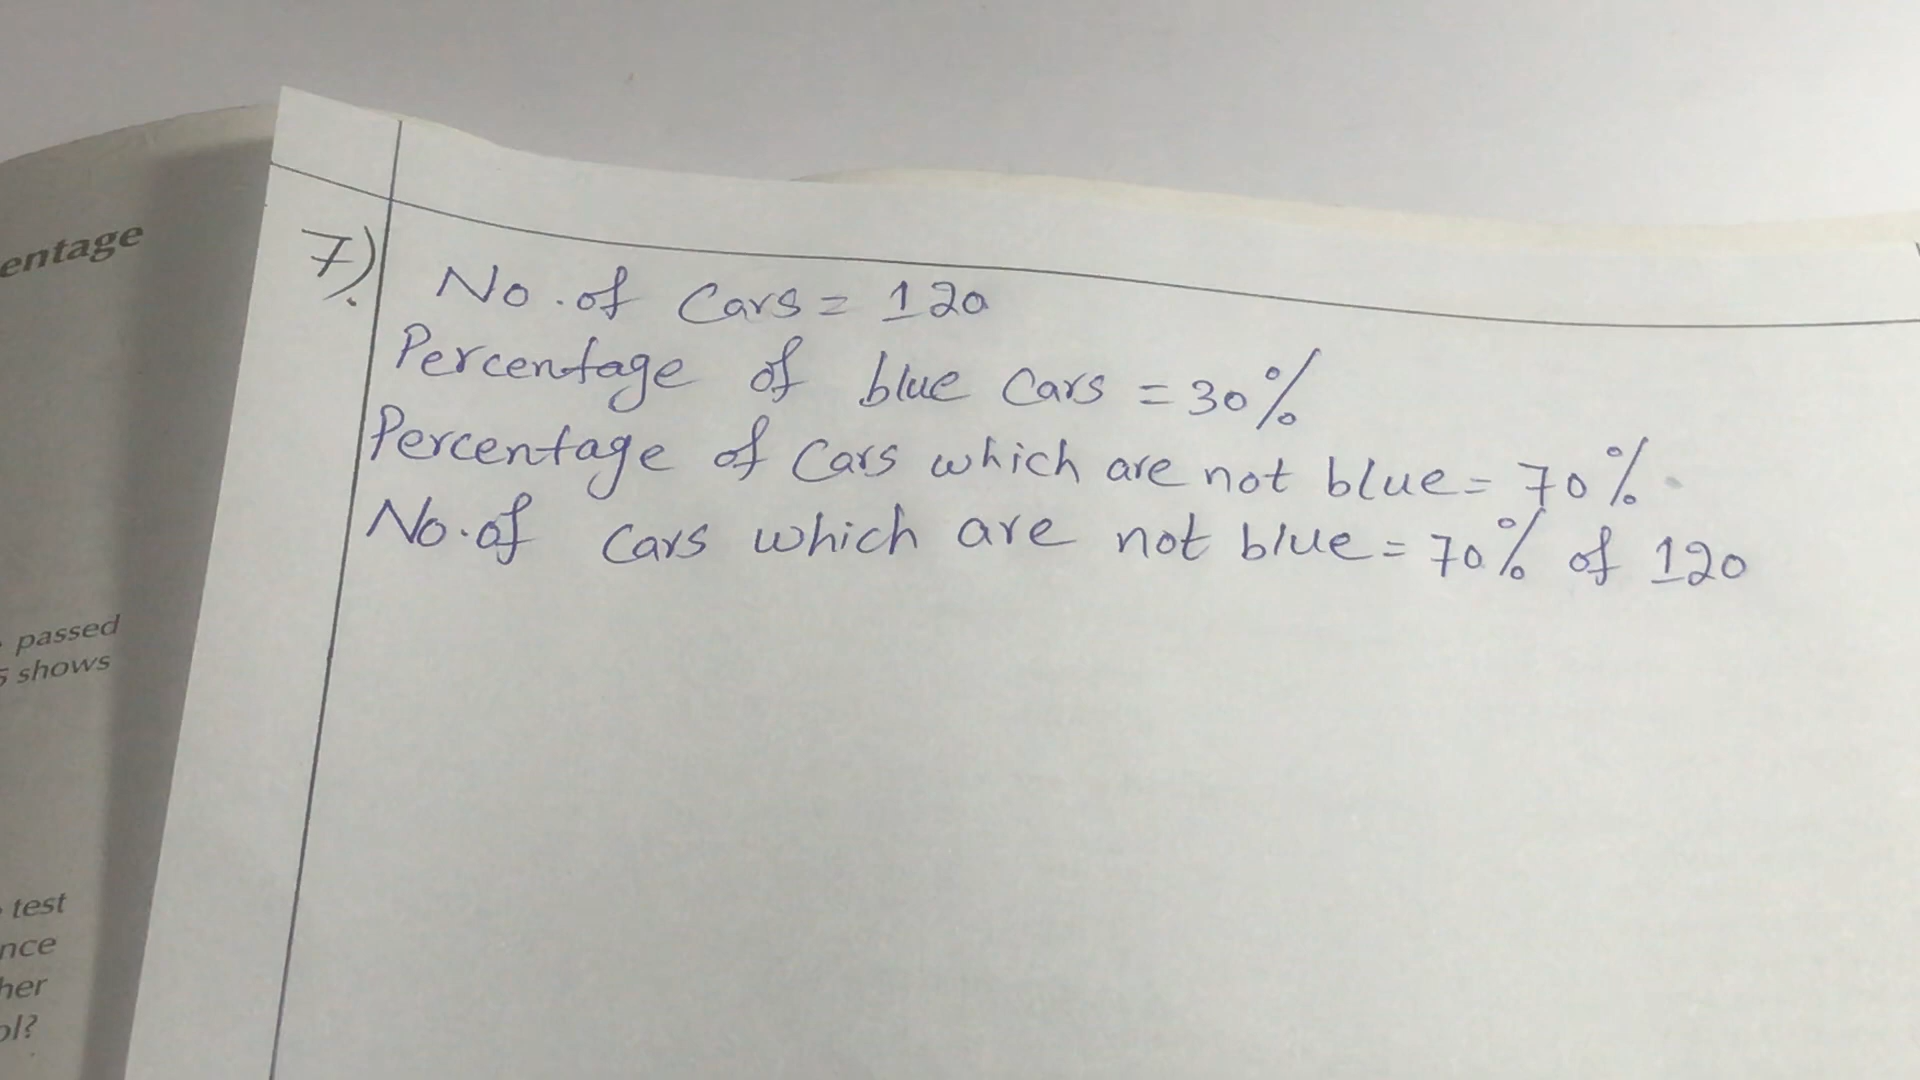 entage
passed
shows
test
nce
her
ol?
7).
No. of Cars = 120
Percentage of blue Cars = 30%
Percentage of Cars which are not blue = 70%
No. of Cars which are not blue = 70% of 120